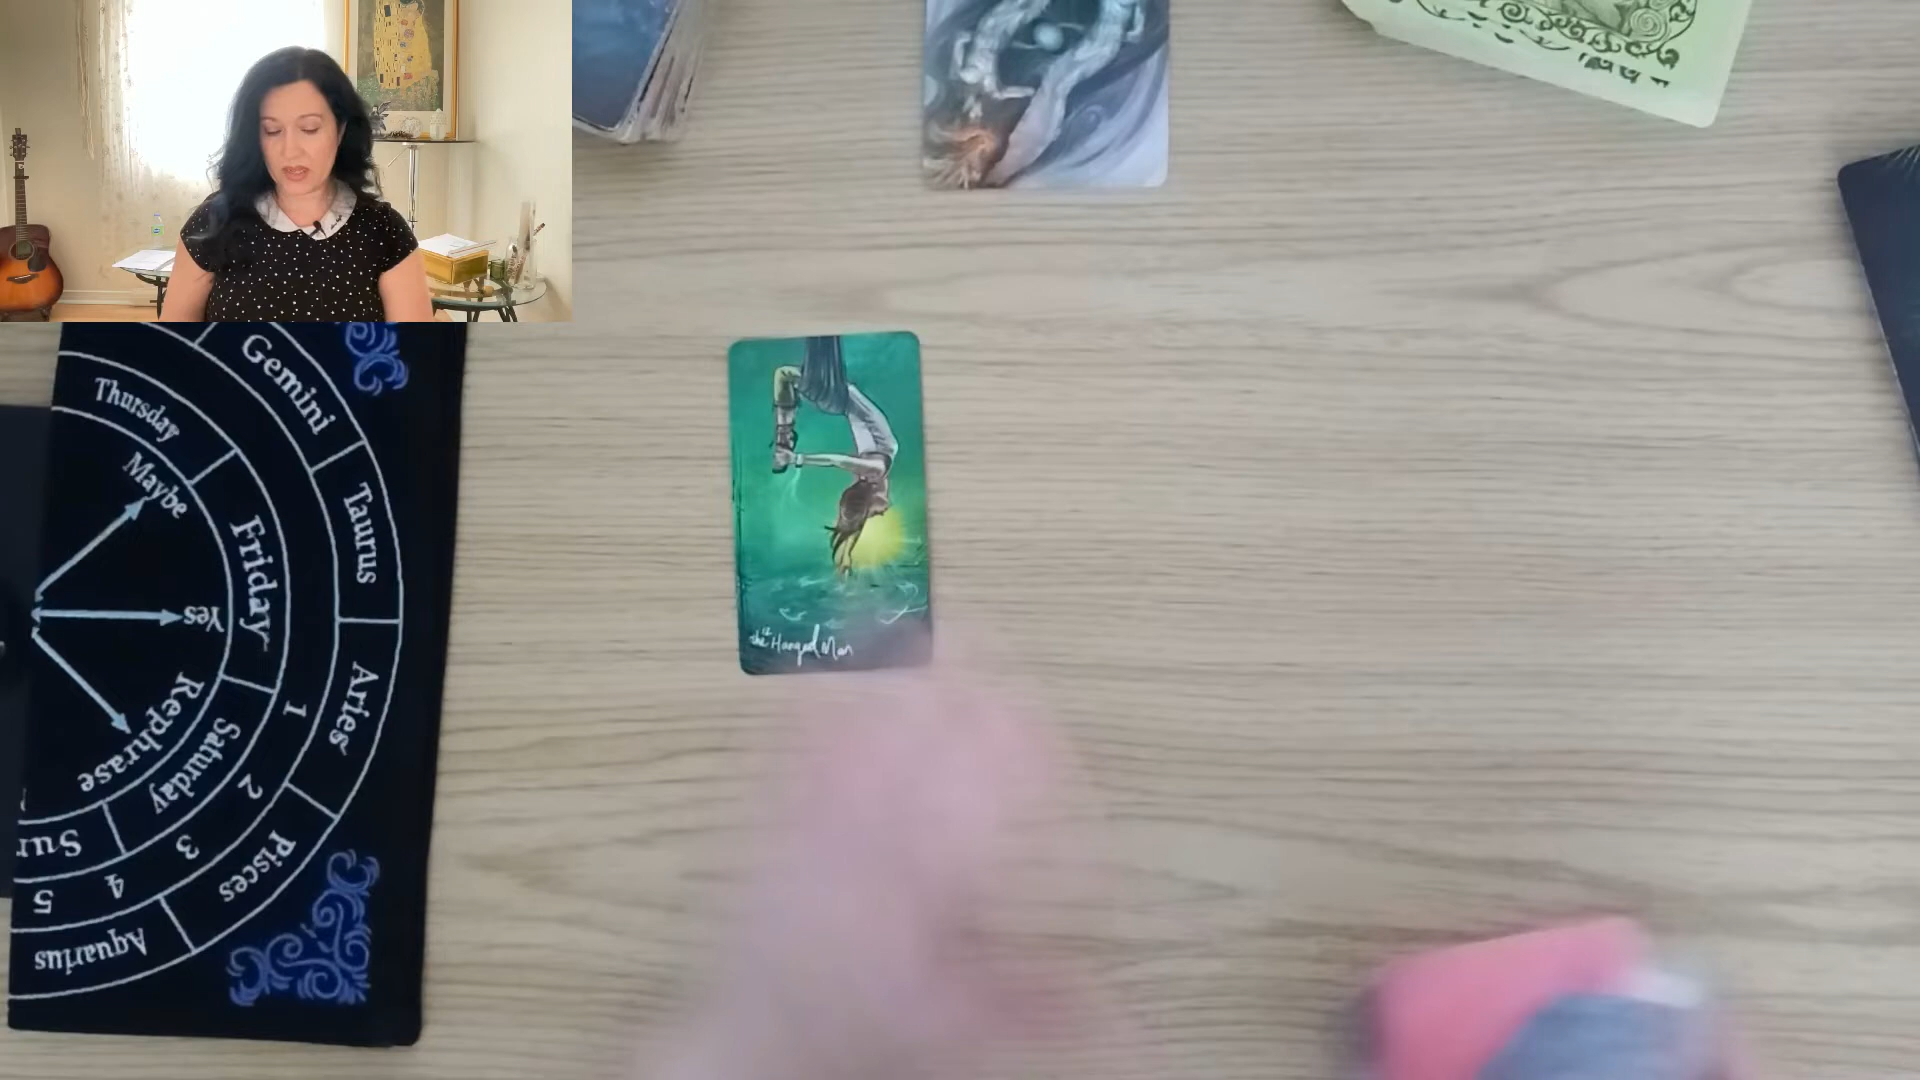 Gemini
Thursday
Maybe
Taurus
Friday
Yes
Aries
Rephrase
Saturday
1
2
3
4
5
Pisces
Aquarius
12
the Hanged Man